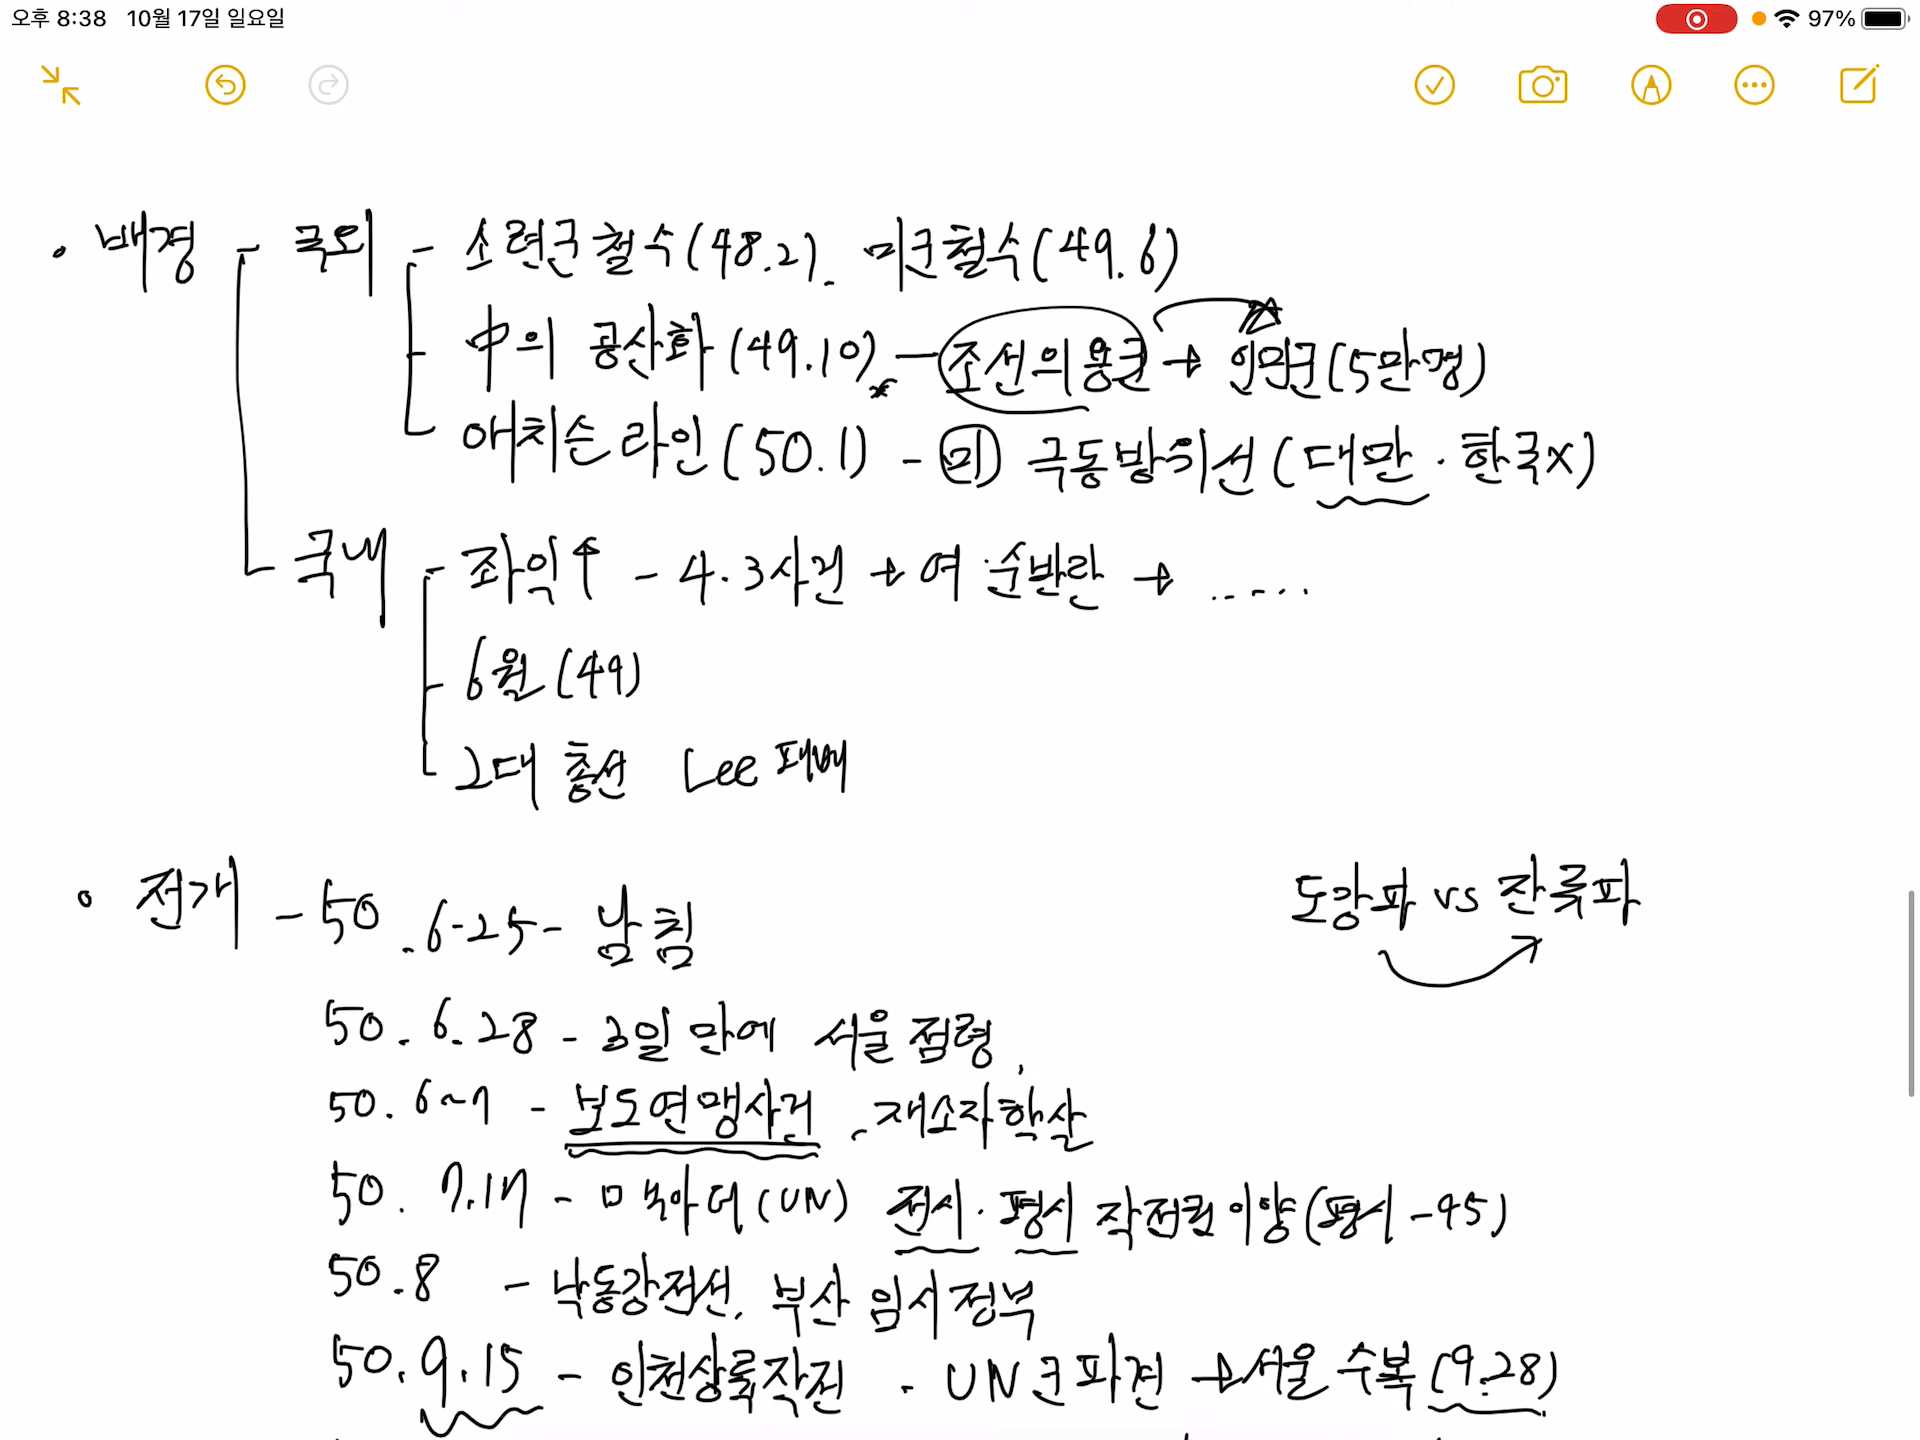 오후 8:38 10월 17일 일요일 97%
• 배경 - 국외 - 소련군철수(48.2). 미군철수(49.6)
中의 공산화(49.10) - 조선의용군 → 인민군(5만명)
애치슨라인(50.1) - 미 극동방위선(대만·한국X)
국내 - 좌익↑ - 4.3사건 → 여·순반란 → ......
6월(49)
2대 총선 Lee 패배
• 전개 - 50.6-25- 남침
도강파 vs 잔류파
50.6.28 - 3일만에 서울점령,
50.6~7 - 보도연맹사건. 재소자학살
50.7.17 - 맥아더(UN) 전시·평시 작전권이양(평시-95)
50.8 - 낙동강전선. 부산임시정부
50.9.15 - 인천상륙작전 - UN군파견 → 서울 수복(9.28)